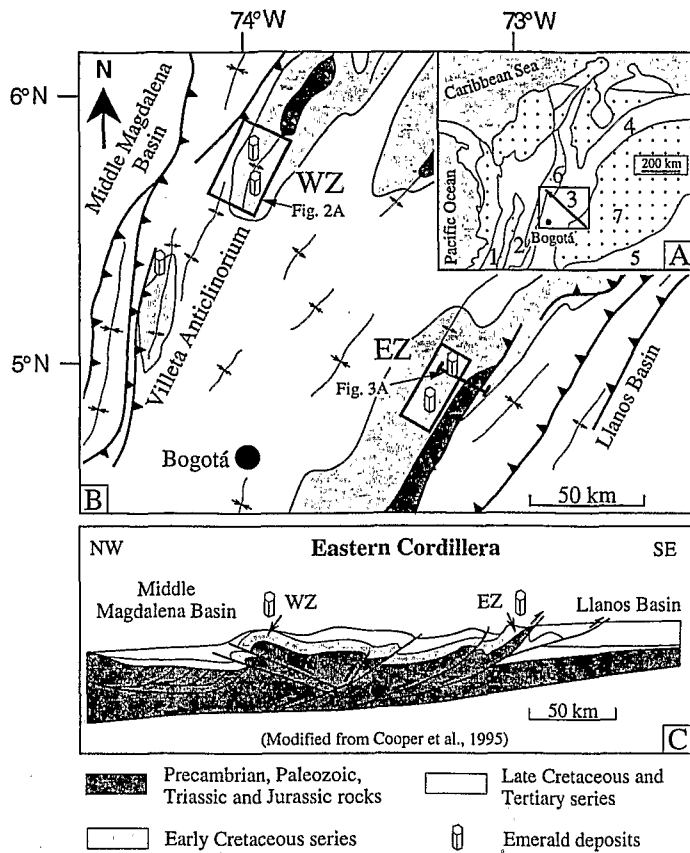 74°W
73°W
6°N
5°N
N
Middle Magdalena
Basin
WZ
Fig. 2A
Villeta Anticlinorium
EZ
Fig. 3A
Llanos Basin
Bogotá
B
50 km
Caribbean Sea
Pacific Ocean
4
200 km
6
3
7
Bogotá
1
2
5
A
NW
Eastern Cordillera
SE
Middle
Magdalena Basin
WZ
EZ
Llanos Basin
50 km
(Modified from Cooper et al., 1995)
C
Precambrian, Paleozoic,
Triassic and Jurassic rocks
Late Cretaceous and
Tertiary series
Early Cretaceous series
Emerald deposits